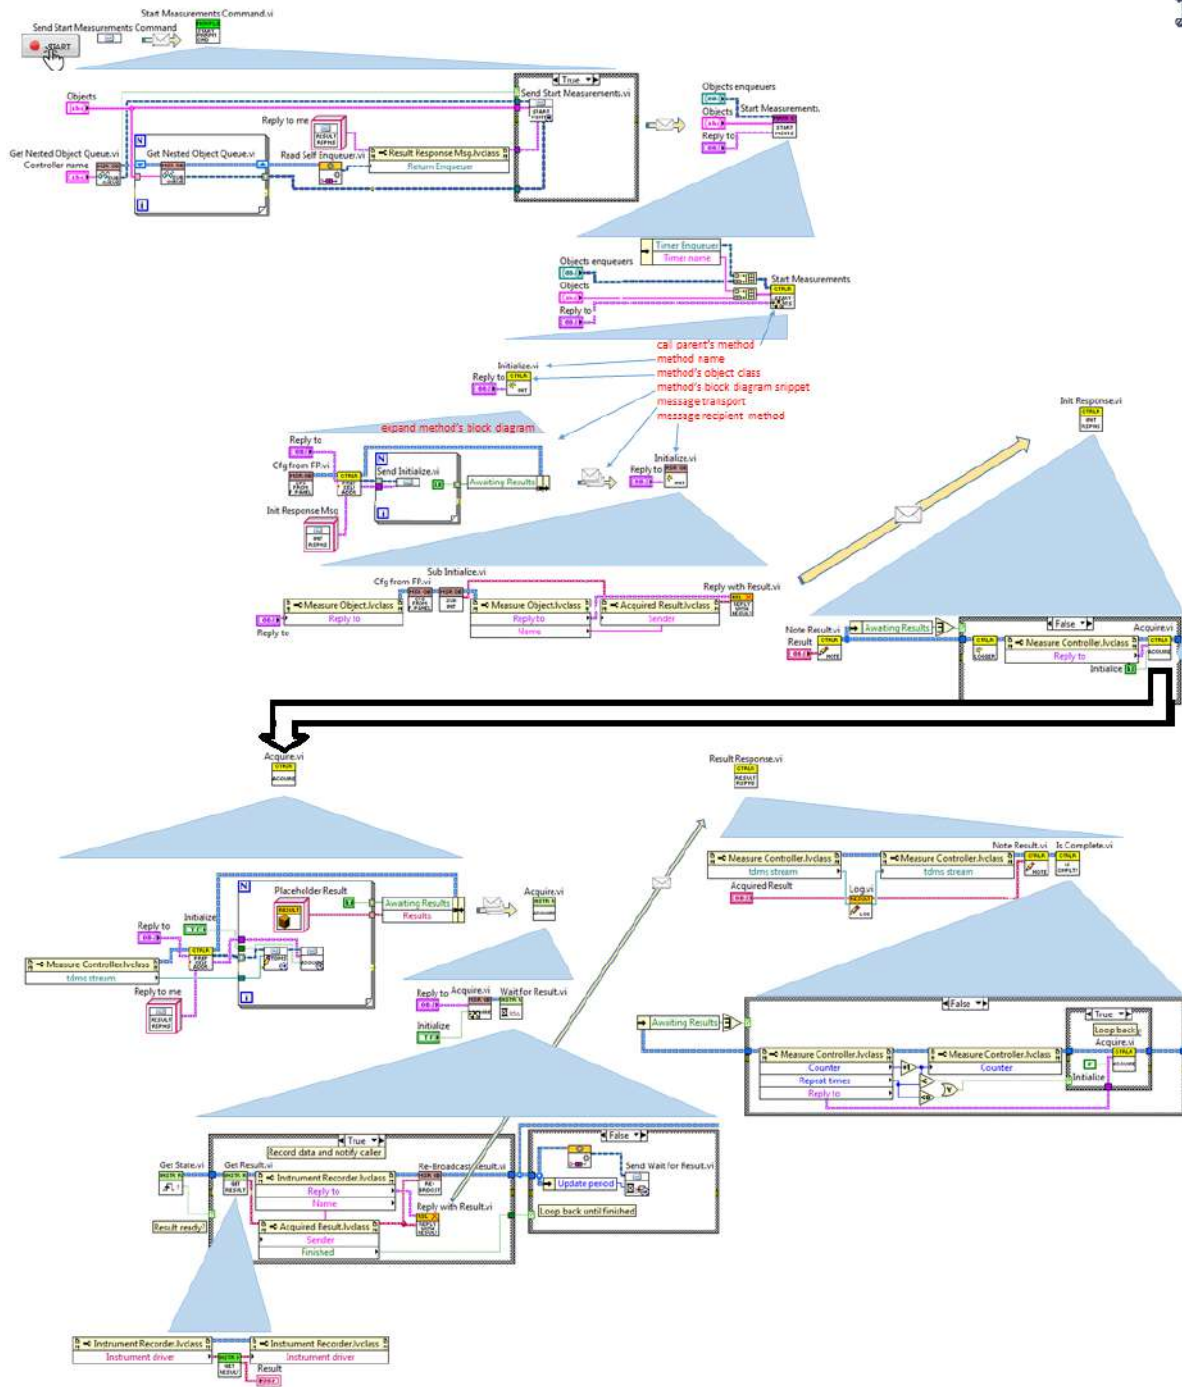 Start Measurements Command.vi
Send Start Measurements Command
START
True
Send Start Measurements.vi
Objects enqueuers
Objects
Objects
Start Measurements.
Reply to me
Reply to
Get Nested Object Queue.vi
Get Nested Object Queue.vi
Read Self Enqueuer.vi
Result Response Msg.lvclass
Return Enqueuer
Controller name
N
i
Timer Enqueuer
Timer name
Objects enqueuers
Start Measurements
Objects
Reply to
call parent's method
method name
method's object class
method's block diagram snippet
message transport
message recipient method
Initialize.vi
Reply to
Init Response.vi
expand method's block diagram
Reply to
Cfg from FP.vi
N
Send Initialize.vi
Awaiting Results
Initialize.vi
Reply to
Init Response Msg
i
Sub Initialize.vi
Cfg from FP.vi
Reply with Result.vi
Measure Object.lvclass
Reply to
Measure Object.lvclass
Reply to
Name
Acquired Result.lvclass
Sender
Reply to
Note Result.vi
Result
Awaiting Results
False
Acquire.vi
Measure Controller.lvclass
Reply to
Initialize
Acquire.vi
Result Response.vi
Measure Controller.lvclass
tdms stream
Measure Controller.lvclass
tdms stream
Note Result.vi
Is Complete.vi
Acquired Result
Log.vi
N
Placeholder Result
RESULT
Awaiting Results
Results
Acquire.vi
Initialize
Reply to
Measure Controller.lvclass
tdms stream
Reply to me
i
Reply to
Acquire.vi
Wait for Result.vi
Initialize
False
Awaiting Results
True
Loop back
Acquire.vi
Measure Controller.lvclass
Counter
Repeat times
Reply to
Measure Controller.lvclass
Counter
Initialize
True
Record data and notify caller
False
Get State.vi
Get Result.vi
Re-Broadcast Result.vi
Send Wait for Result.vi
Instrument Recorder.lvclass
Reply to
Name
Update period
Reply with Result.vi
Result ready?
Loop back until finished
Acquired Result.lvclass
Sender
Finished
Instrument Recorder.lvclass
Instrument driver
Instrument Recorder.lvclass
Instrument driver
Result